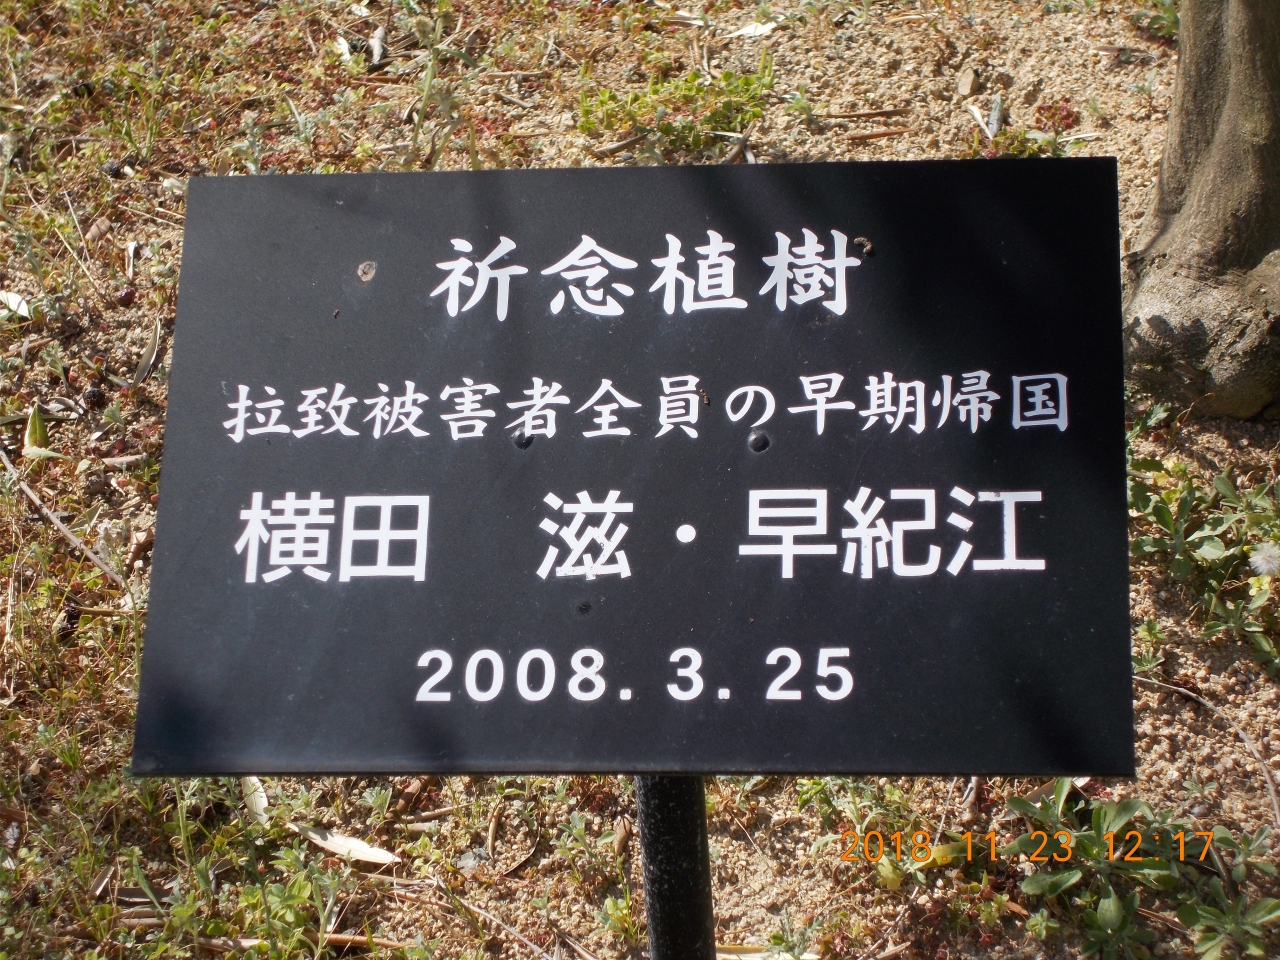 祈念植樹
拉致被害者全員の早期帰国
横田　滋・早紀江
2008.3.25
2018 11 23 12:17